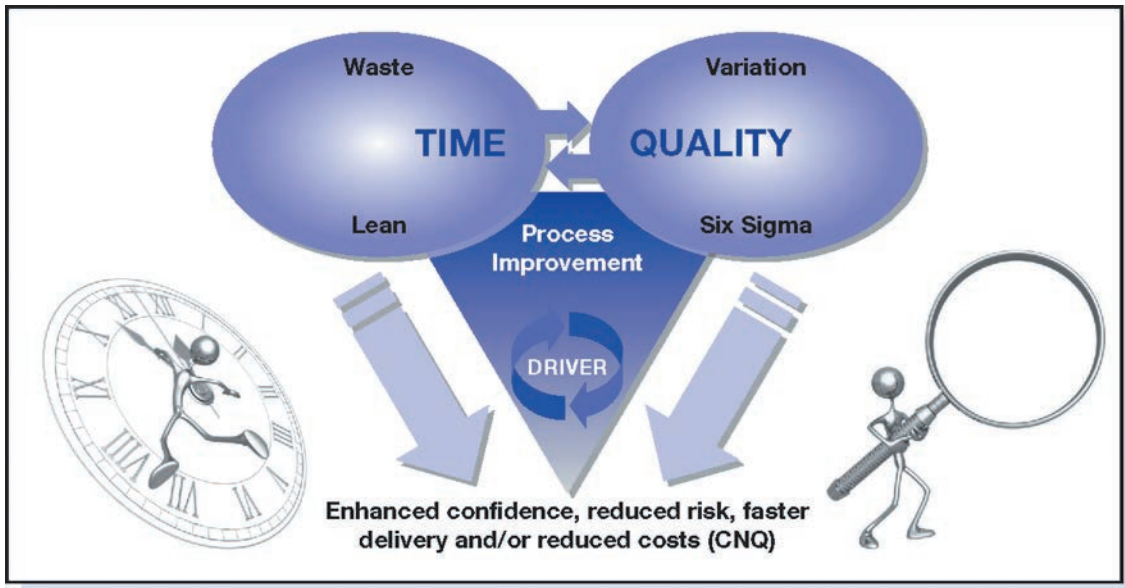 Waste
Variation
TIME
QUALITY
Lean
Six Sigma
Process
Improvement
DRIVER
Enhanced confidence, reduced risk, faster
delivery and/or reduced costs (CNQ)